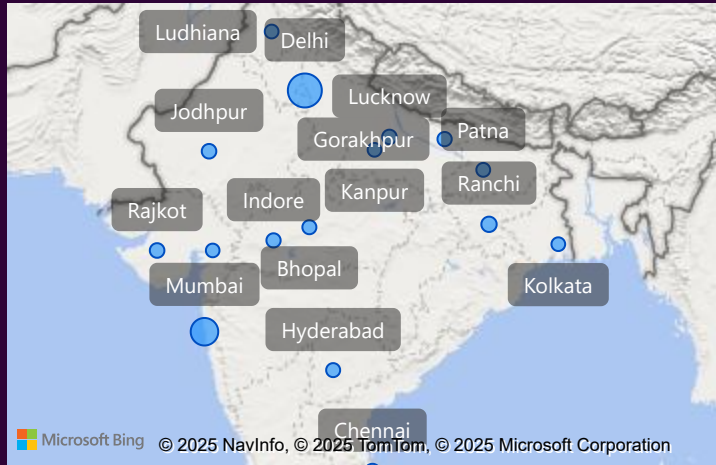 Ludhiana
Delhi
Lucknow
Jodhpur
Gorakhpur
Patna
Ranchi
Kanpur
Indore
Rajkot
Bhopal
Mumbai
Kolkata
Hyderabad
Chennai
Microsoft Bing
© 2025 NavInfo, © 2025 TomTom, © 2025 Microsoft Corporation